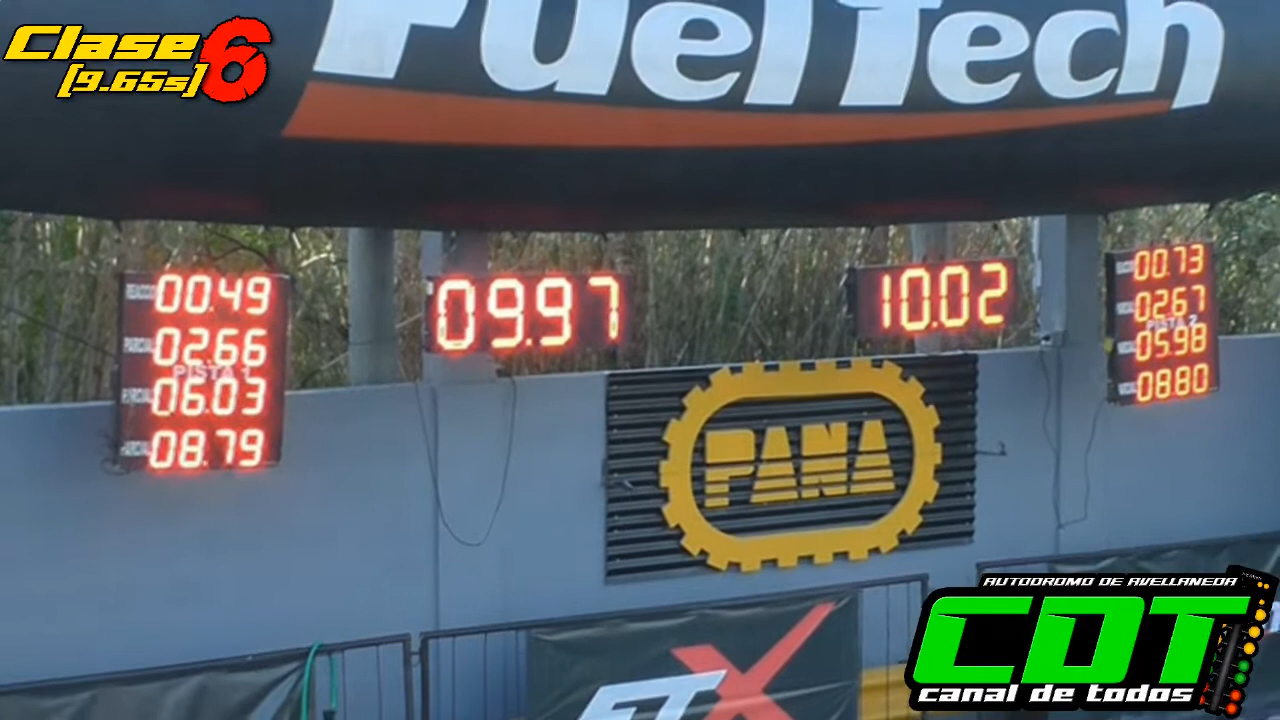 Clase 6
[9.65s]
FuelTech
00.49
02.66
PISTA 1
06.03
08.79
09.97
10.02
00.73
02.67
PISTA 2
05.98
08.80
PANA
FTX
AUTODROMO DE AVELLANEDA
CDT
canal de todos